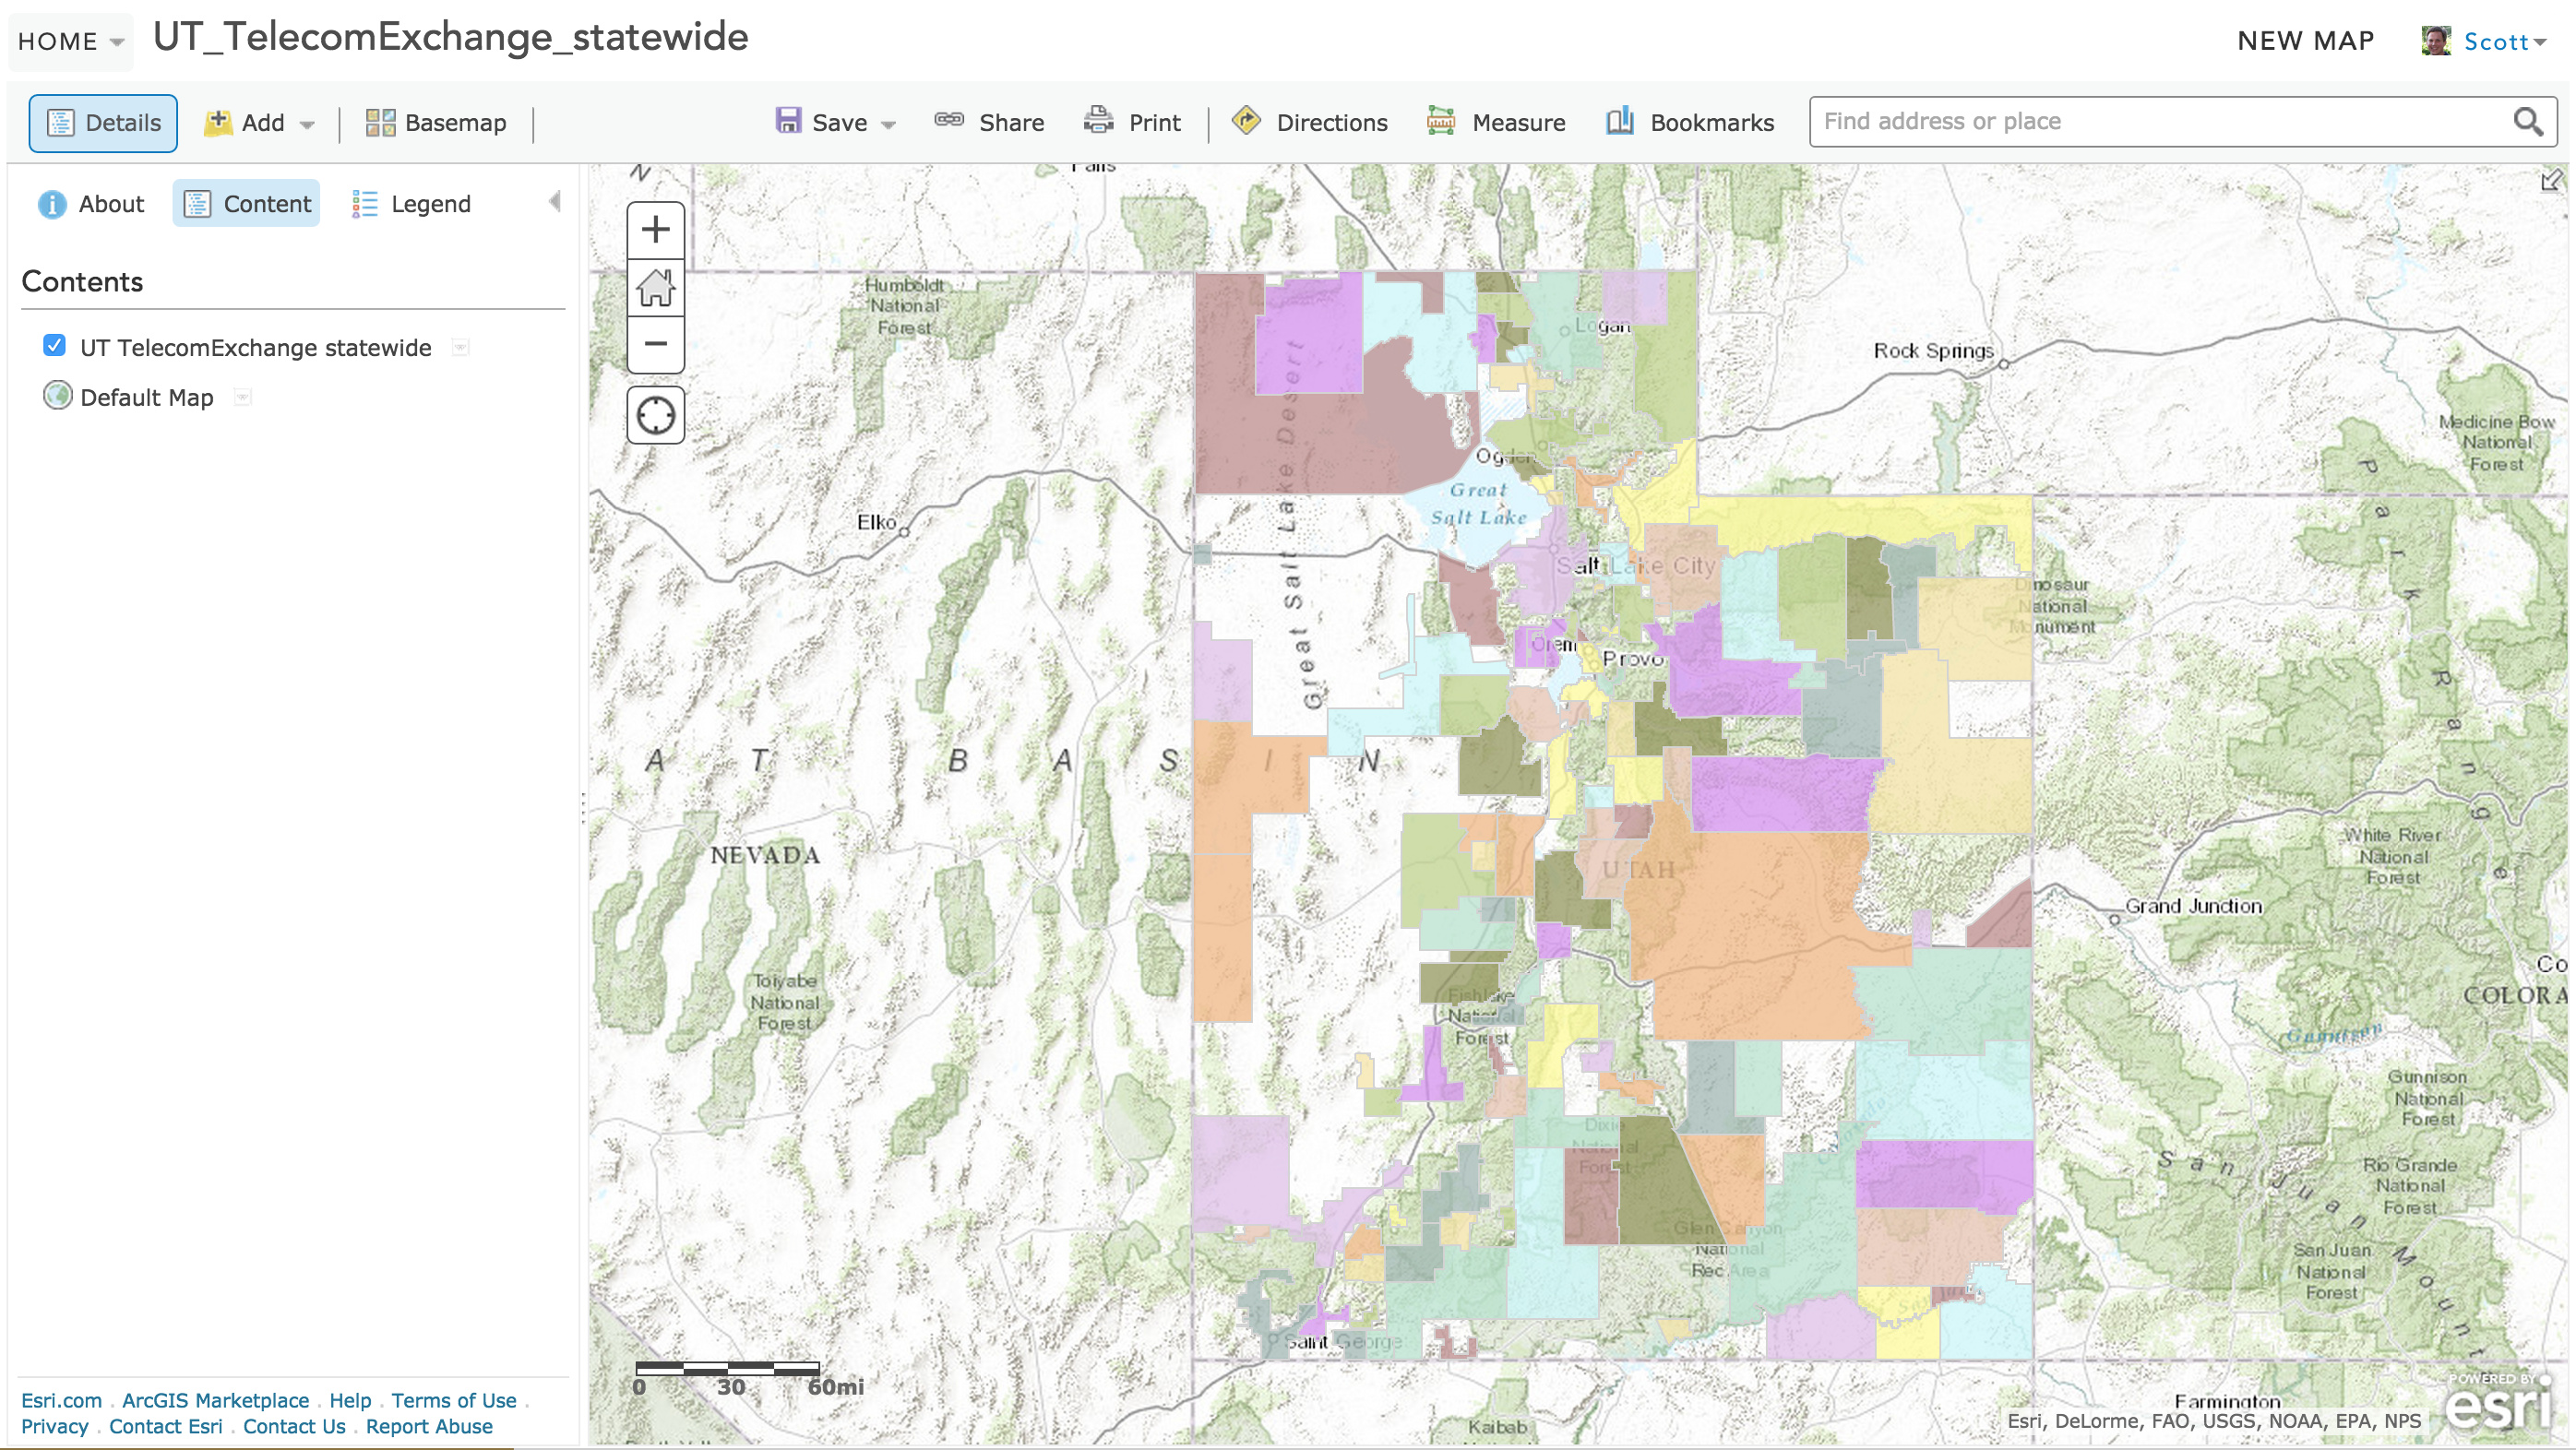 HOME
UT_TelecomExchange_statewide
NEW MAP
Scott
Details
Add
Basemap
Save
Share
Print
Directions
Measure
Bookmarks
Find address or place
About
Content
Legend
Contents
UT TelecomExchange statewide
Default Map
Falls
Humboldt
National
Forest
Logan
Rock Springs
Medicine Bow
National
Forest
Ogden
Great
Salt Lake
Elko
Great Salt Lake Desert
Salt Lake City
Dinosaur
National
Monument
Orem
Provo
Park Range
A T B A S I N
NEVADA
UTAH
White River
National
Forest
Grand Junction
Toiyabe
National
Forest
Fishlake
National
Forest
COLORA
Gunnison
Gunnison
National
Forest
Dixie
National
Forest
San Juan Mount
Rio Grande
National
Forest
Glen Canyon
National
Rec. Area
San Juan
National
Forest
Saint George
0 30 60mi
Kaibab
Farmington
POWERED BY
esri
Esri, DeLorme, FAO, USGS, NOAA, EPA, NPS
Esri.com . ArcGIS Marketplace . Help . Terms of Use .
Privacy . Contact Esri . Contact Us . Report Abuse